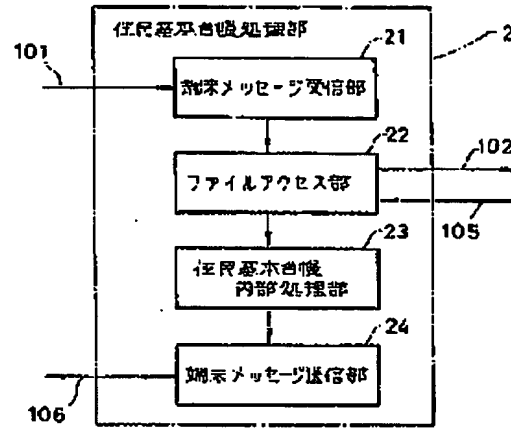 住民基本台帳処理部
2
101
21
端末メッセージ受信部
22
ファイルアクセス部
102
105
23
住民基本台帳
内部処理部
24
端末メッセージ送信部
106